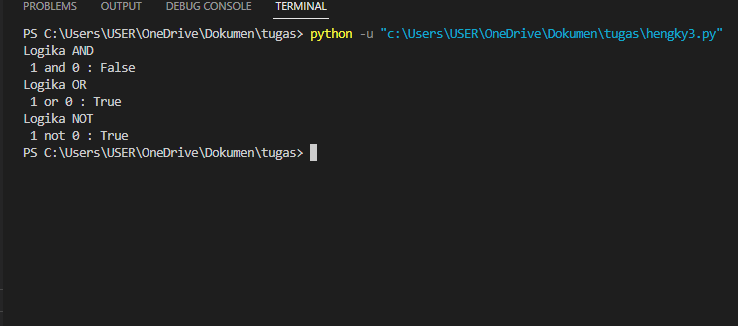 PROBLEMS OUTPUT DEBUG CONSOLE TERMINAL
PS C:\Users\USER\OneDrive\Dokumen\tugas> python -u "c:\Users\USER\OneDrive\Dokumen\tugas\hengky3.py"
Logika AND
 1 and 0 : False
Logika OR
 1 or 0 : True
Logika NOT
 1 not 0 : True
PS C:\Users\USER\OneDrive\Dokumen\tugas>